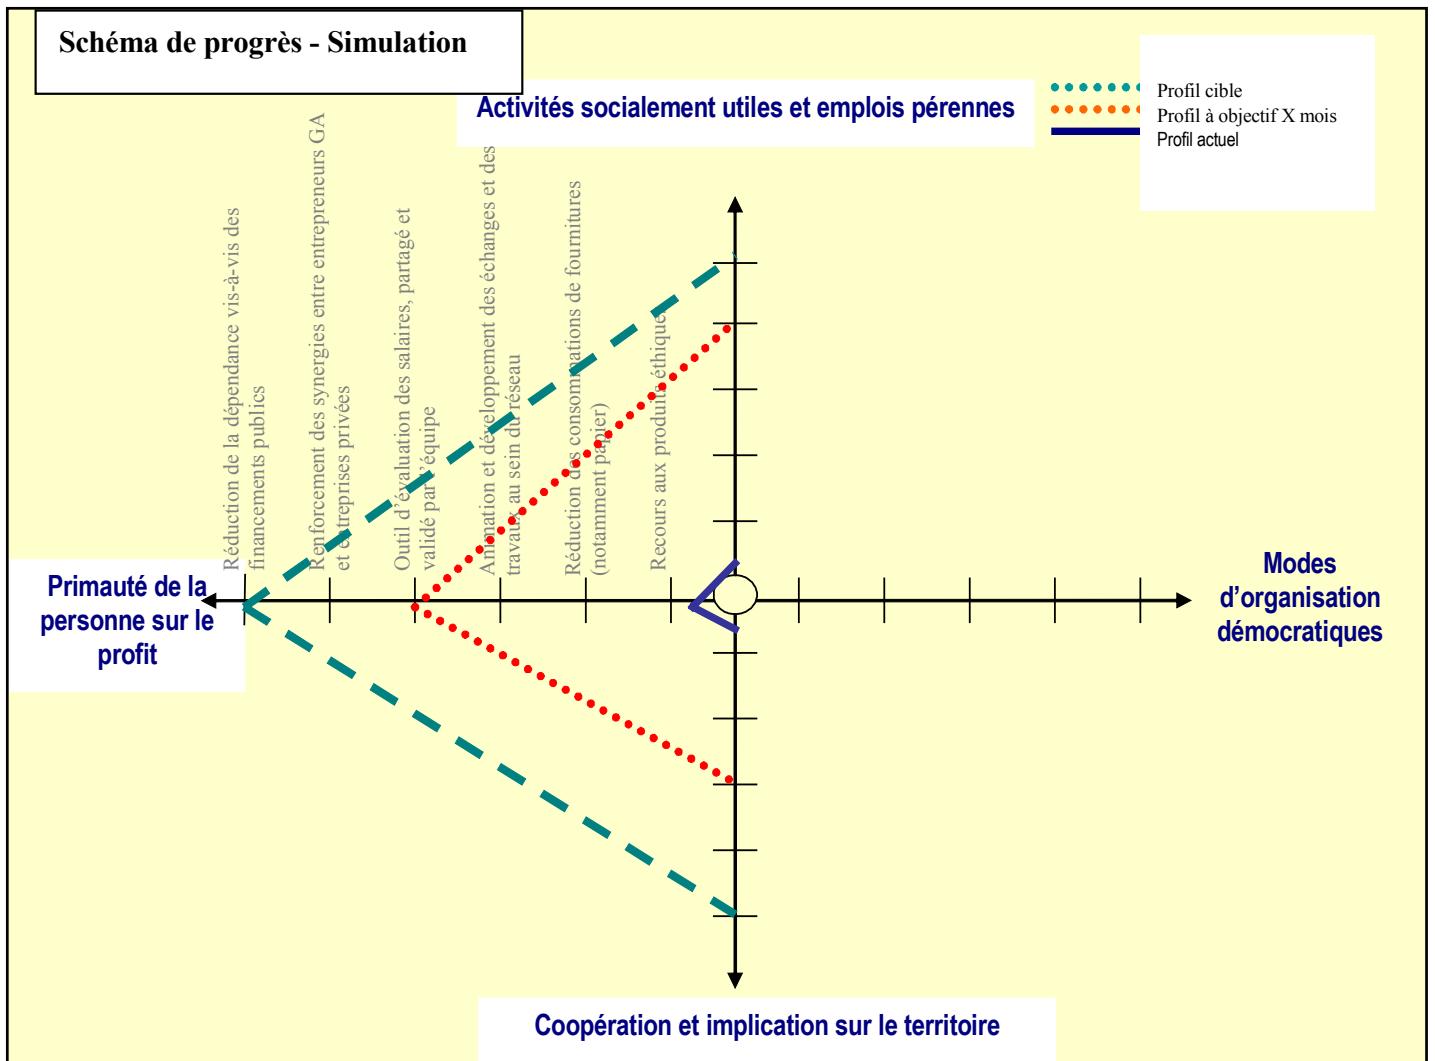 Schéma de progrès - Simulation
Activités socialement utiles et emplois pérennes
Profil cible
Profil à objectif X mois
Profil actuel
Réduction de la dépendance vis-à-vis des
financements publics
Renforcement des synergies entre entrepreneurs GA
et entreprises privées
Outil d'évaluation des salaires, partagé et
validé par l'équipe
Animation et développement des échanges et des
travaux au sein du réseau
Réduction des consommations de fournitures
(notamment papier)
Recours aux produits éthiques
Primauté de la
personne sur le
profit
Modes
d'organisation
démocratiques
Coopération et implication sur le territoire